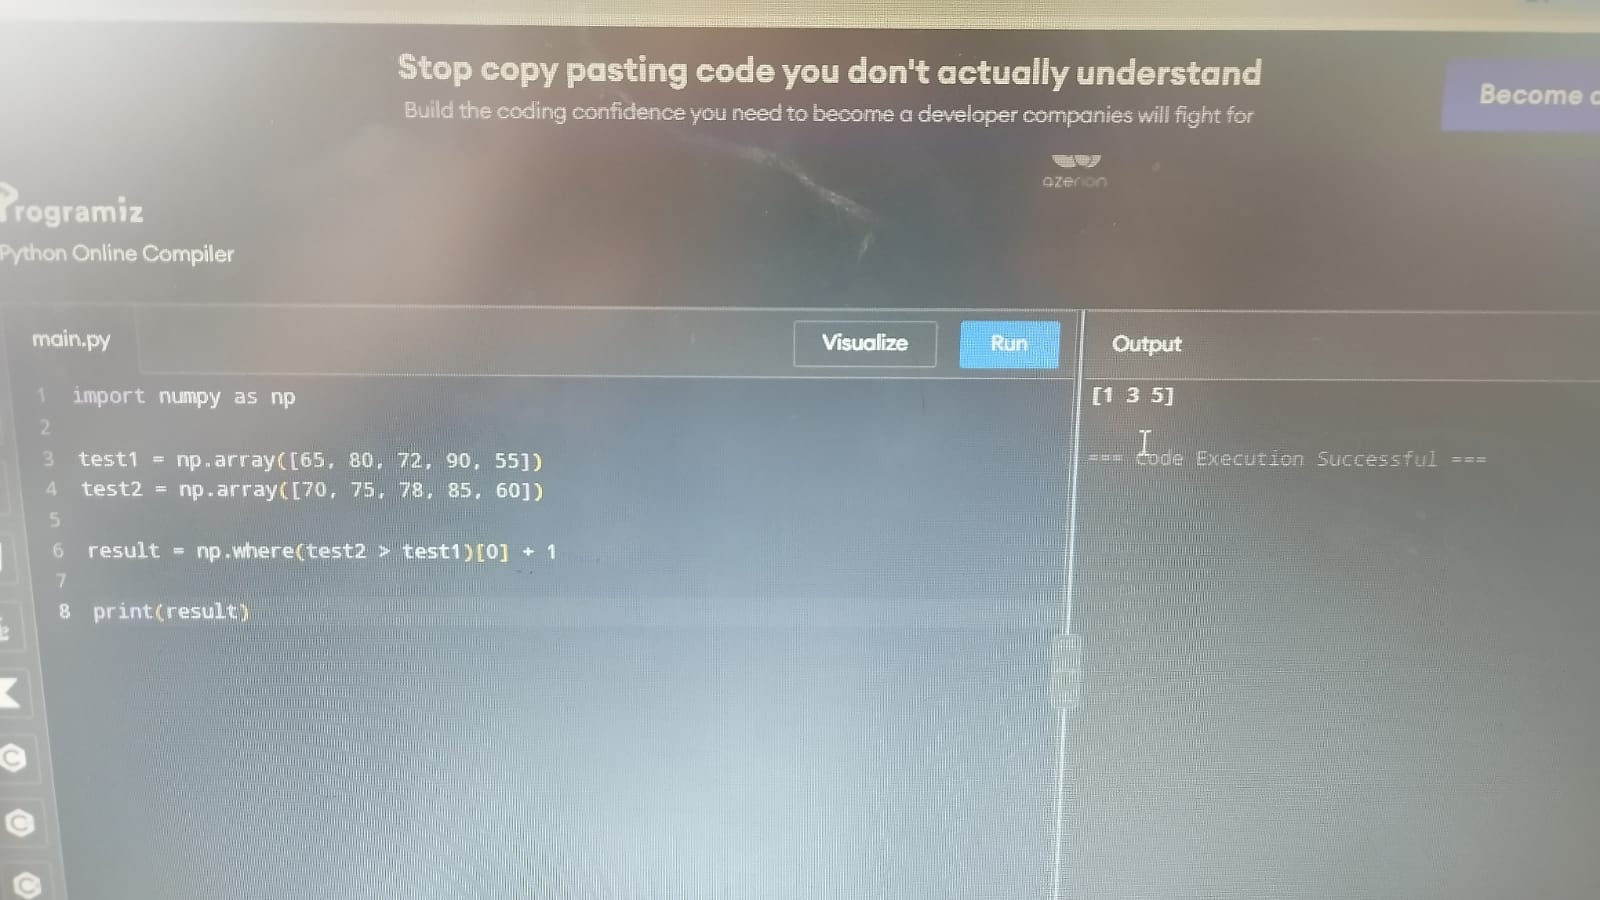 Stop copy pasting code you don't actually understand
Build the coding confidence you need to become a developer companies will fight for
Become
azerion
Programiz
Python Online Compiler
main.py
Visualize
Run
Output
1 import numpy as np
2
3 test1 = np.array([65, 80, 72, 90, 55])
4 test2 = np.array([70, 75, 78, 85, 60])
5
6 result = np.where(test2 > test1)[0] + 1
7
8 print(result)
[1 3 5]
=== Code Execution Successful ===
C
C
C